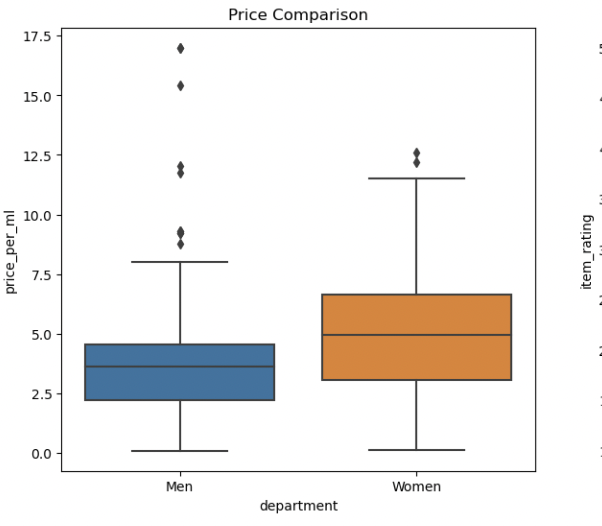 Price Comparison
17.5
15.0
12.5
10.0
7.5
5.0
2.5
0.0
price_per_ml
Men
Women
department
item_rating